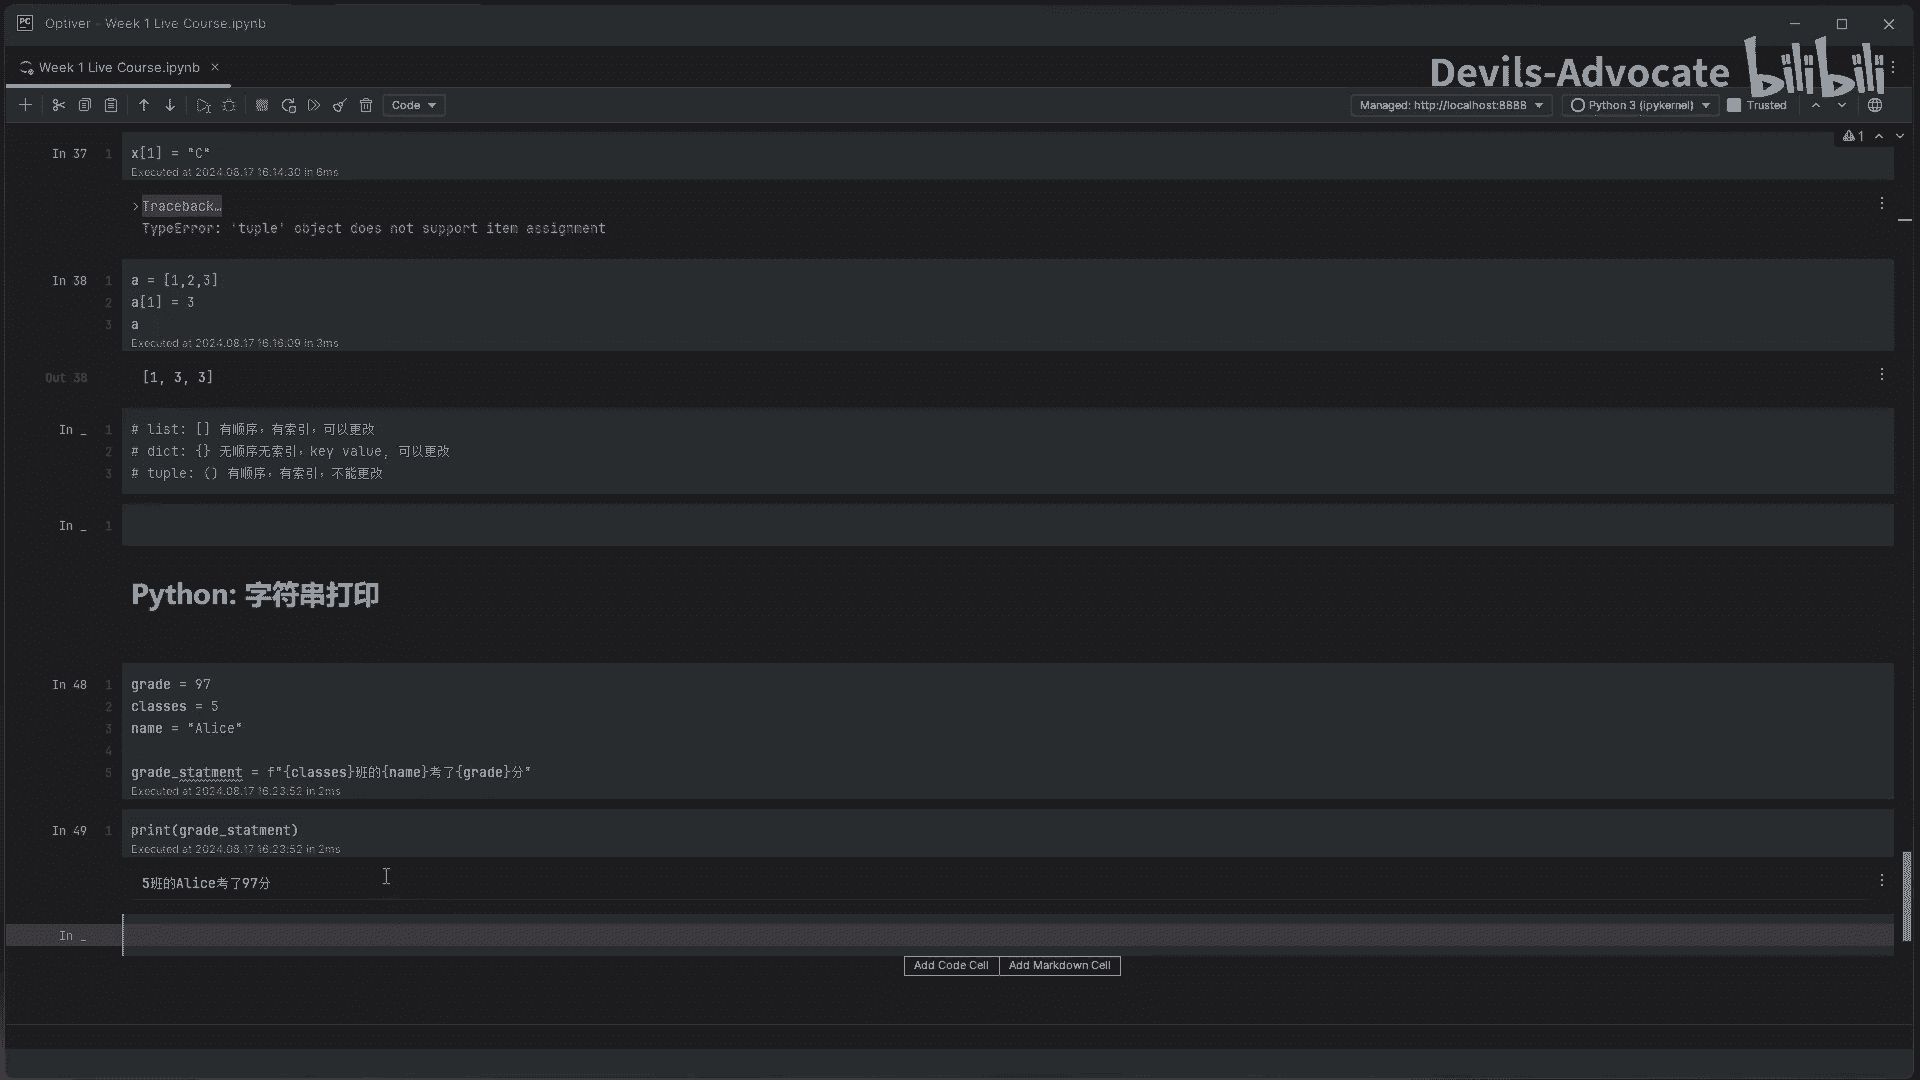 Optiver - Week 1 Live Course.ipynb
Week 1 Live Course.ipynb
Devils-Advocate bilibili
Code
Managed: http://localhost:8888
Python 3 (ipykernel)
Trusted
1
In 37
1 x[1] = "C"
Executed at 2024.08.17 16:14:30 in 6ms
Traceback…
TypeError: 'tuple' object does not support item assignment
In 38
1 a = [1,2,3]
2 a[1] = 3
3 a
Executed at 2024.08.17 16:16:09 in 3ms
Out 38
[1, 3, 3]
In _
1 # list: [] 有顺序，有索引，可以更改
2 # dict: {} 无顺序无索引，key value, 可以更改
3 # tuple: () 有顺序，有索引，不能更改
In _
1
Python: 字符串打印
In 48
1 grade = 97
2 classes = 5
3 name = "Alice"
4
5 grade_statment = f"{classes}班的{name}考了{grade}分"
Executed at 2024.08.17 16:23:52 in 2ms
In 49
1 print(grade_statment)
Executed at 2024.08.17 16:23:52 in 2ms
5班的Alice考了97分
In _
Add Code Cell
Add Markdown Cell